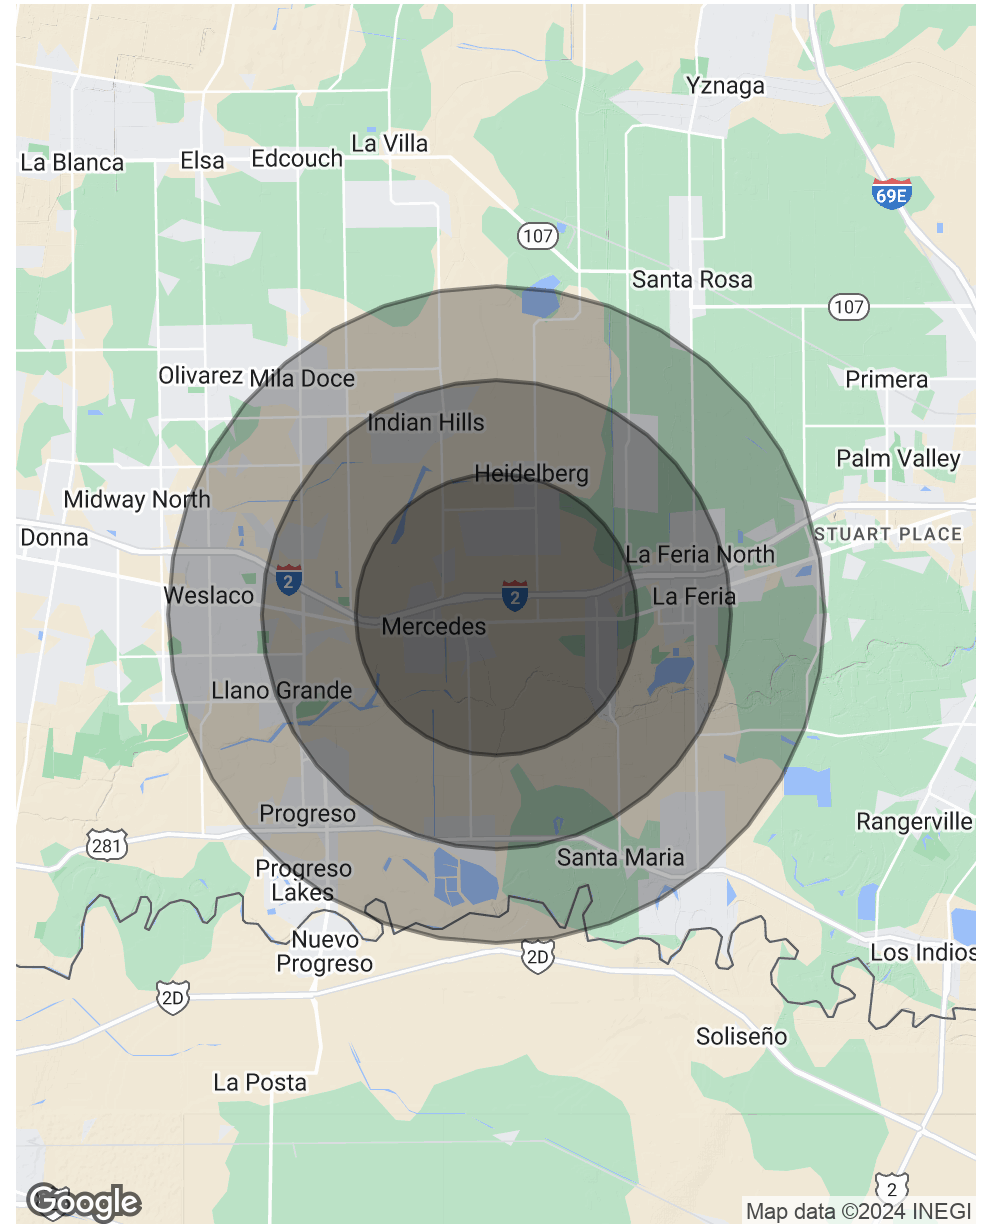 Yznaga
La Villa
La Blanca
Elsa
Edcouch
69E
107
Santa Rosa
107
Olivarez
Mila Doce
Primera
Indian Hills
Palm Valley
Heidelberg
Midway North
Donna
STUART PLACE
La Feria North
2
2
Weslaco
La Feria
Mercedes
Llano Grande
Progreso
Rangerville
281
Santa Maria
Progreso
Lakes
Nuevo
Progreso
2D
Los Indios
2D
Soliseño
La Posta
2
Google
Map data ©2024 INEGI